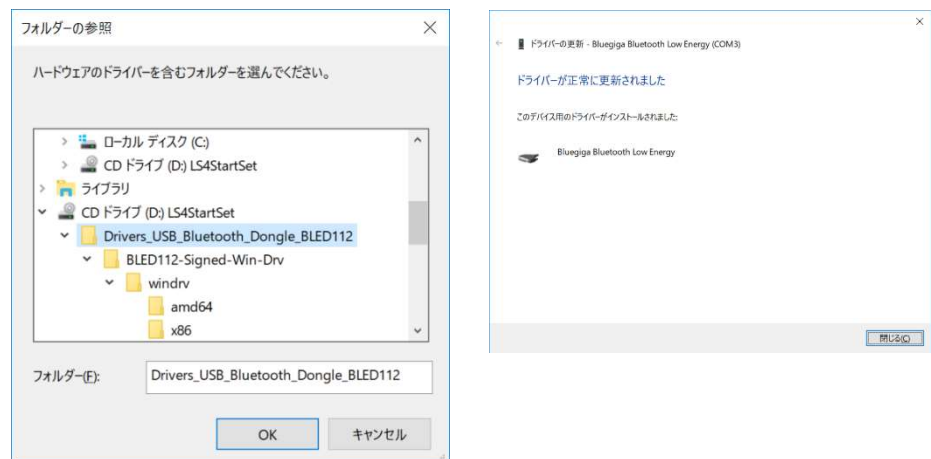 フォルダーの参照
ハードウェアのドライバーを含むフォルダーを選んでください。
ローカル ディスク (C:)
CD ドライブ (D:) LS4StartSet
ライブラリ
CD ドライブ (D:) LS4StartSet
Drivers_USB_Bluetooth_Dongle_BLED112
BLED112-Signed-Win-Drv
windrv
amd64
x86
フォルダー(F):
Drivers_USB_Bluetooth_Dongle_BLED112
OK
キャンセル
ドライバーの更新 - Bluegiga Bluetooth Low Energy (COM3)
ドライバーが正常に更新されました
このデバイス用のドライバーがインストールされました:
Bluegiga Bluetooth Low Energy
閉じる(C)